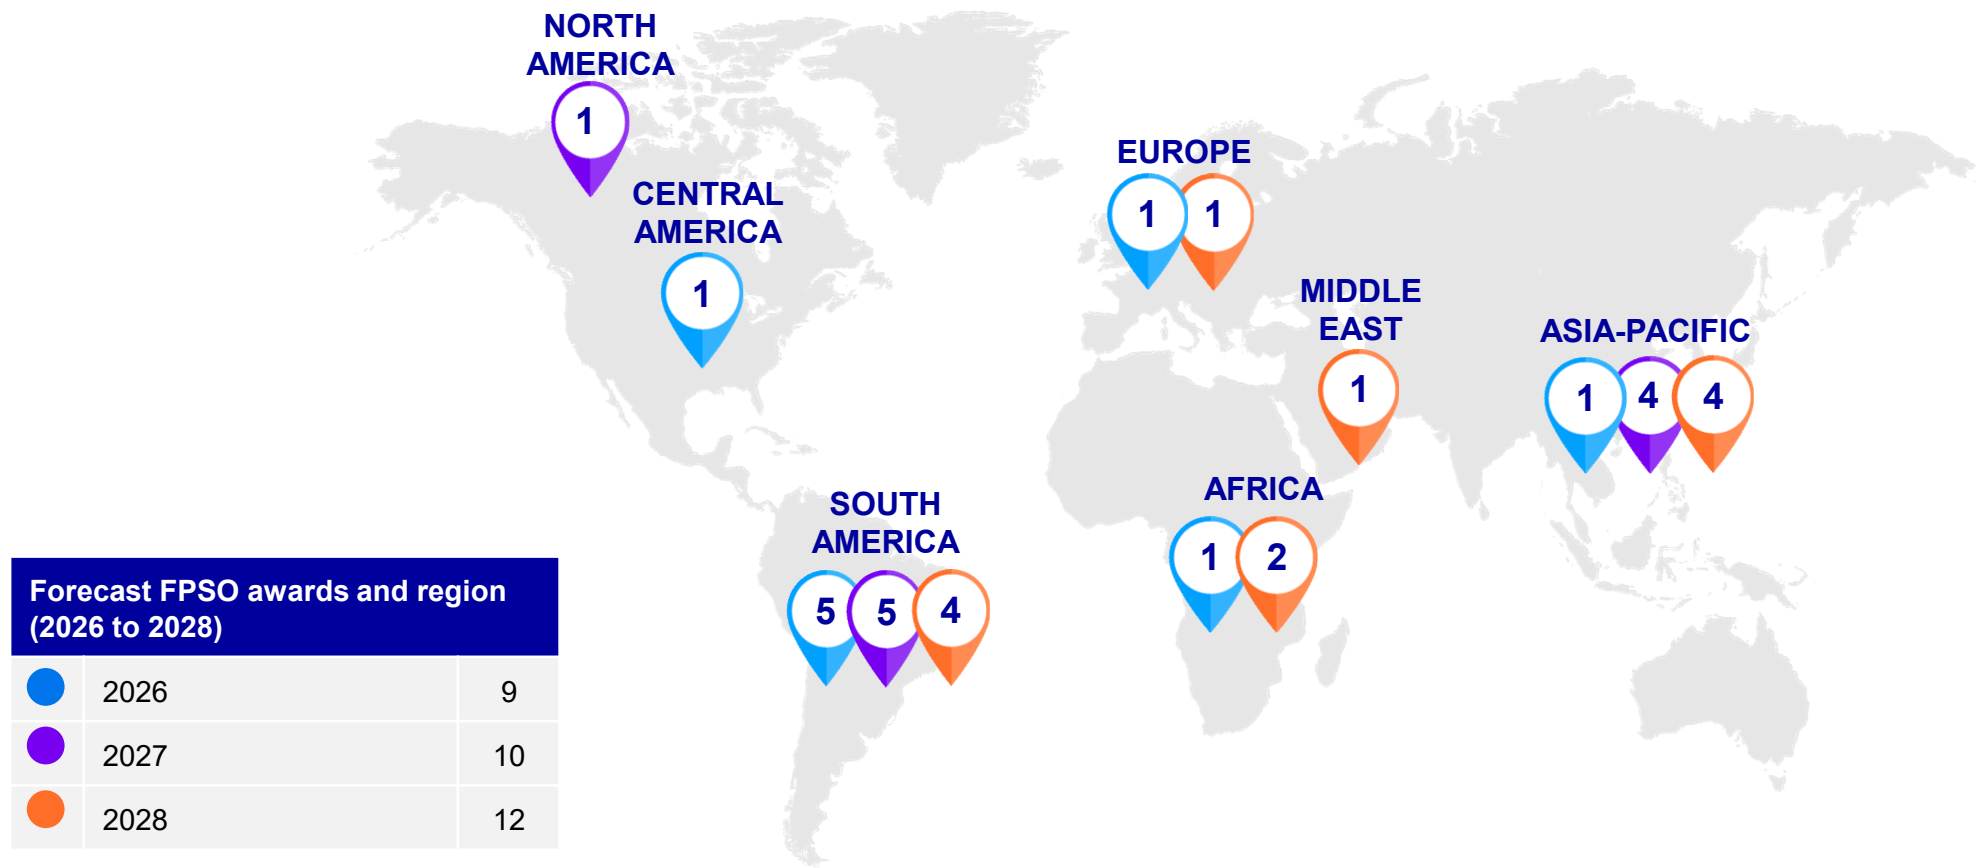 NORTH
AMERICA
1
CENTRAL
AMERICA
1
EUROPE
1 1
MIDDLE
EAST
1
ASIA-PACIFIC
1 4 4
AFRICA
1 2
SOUTH
AMERICA
5 5 4
Forecast FPSO awards and region
(2026 to 2028)
2026 9
2027 10
2028 12